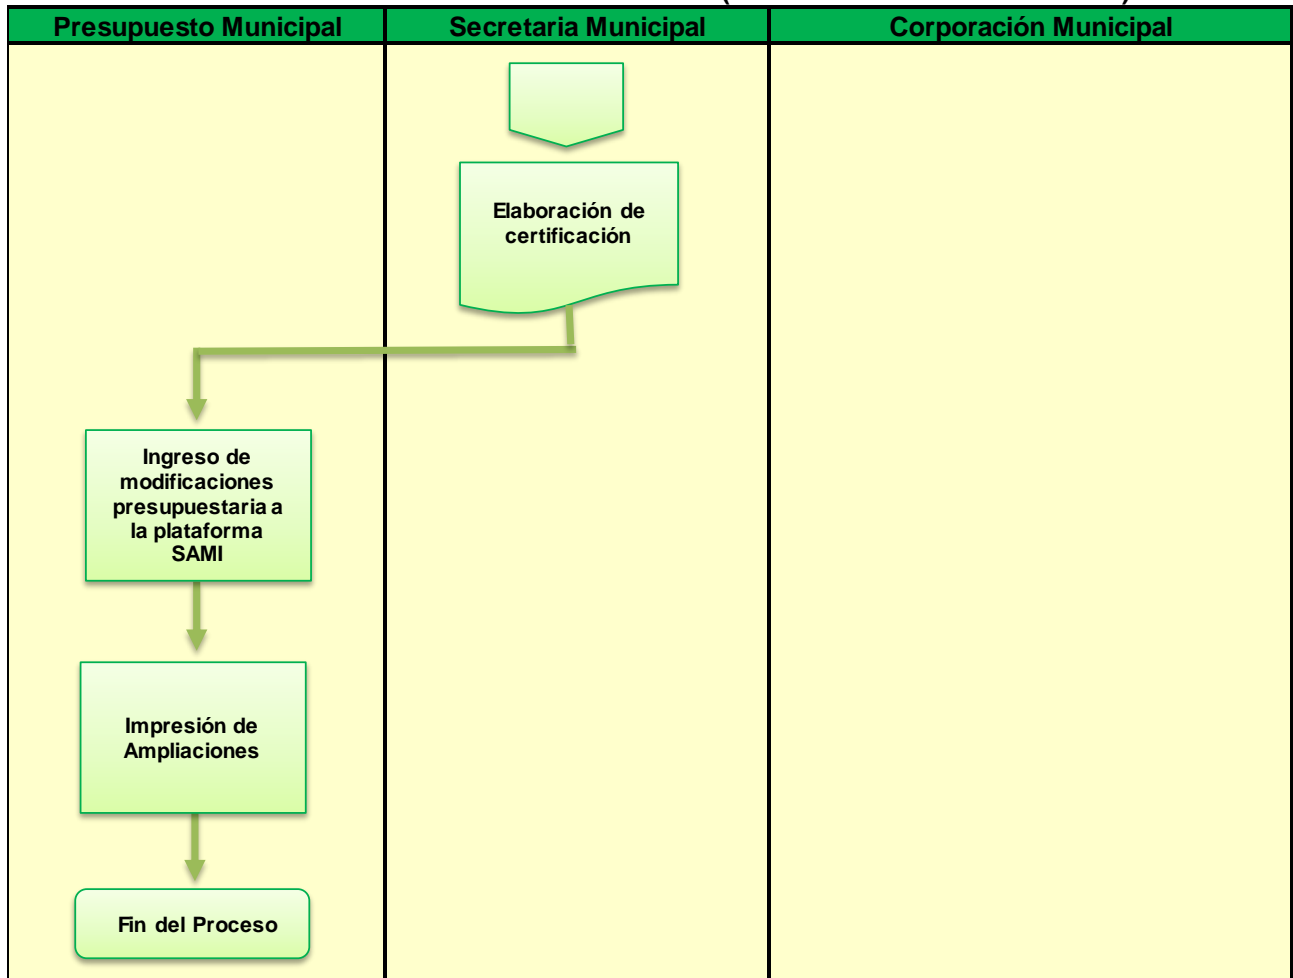 Presupuesto Municipal
Secretaria Municipal
Corporación Municipal
Elaboración de
certificación
Ingreso de
modificaciones
presupuestaria a
la plataforma
SAMI
Impresión de
Ampliaciones
Fin del Proceso